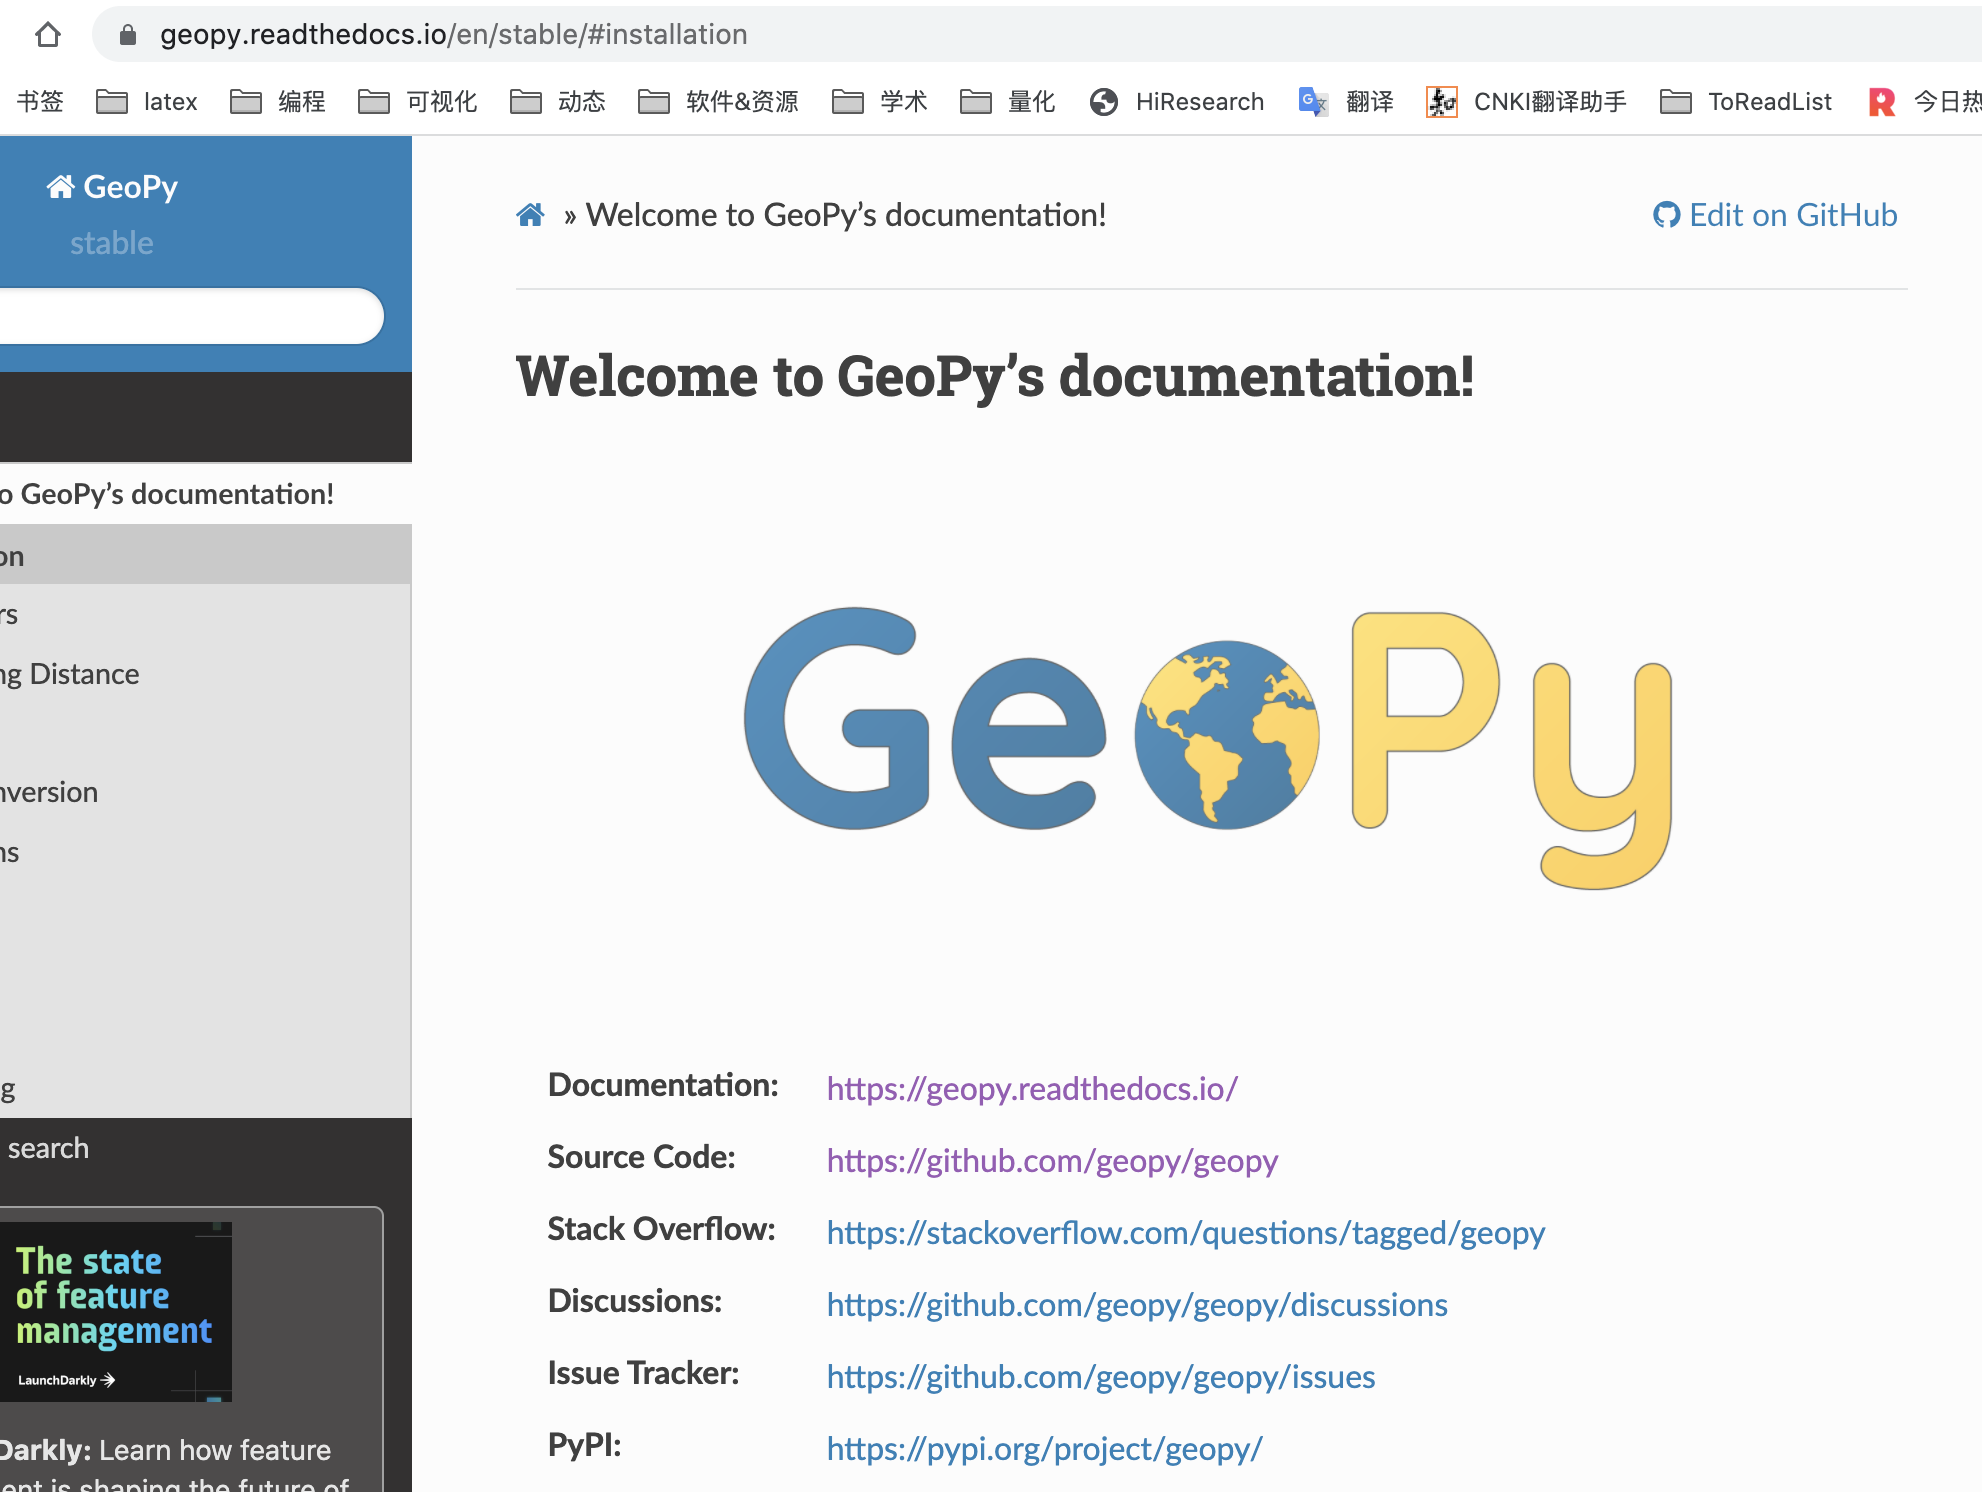 geopy.readthedocs.io/en/stable/#installation
书签 latex 编程 可视化 动态 软件&资源 学术 量化 HiResearch 翻译 CNKI翻译助手 ToReadList 今日热
GeoPy
stable
» Welcome to GeoPy’s documentation!
Edit on GitHub
Welcome to GeoPy’s documentation!
o GeoPy’s documentation!
on
rs
ng Distance
nversion
ns
g
search
GeoPy
The state
of feature
management
LaunchDarkly
Darkly: Learn how feature
ent is shaping the future of
Documentation: https://geopy.readthedocs.io/
Source Code: https://github.com/geopy/geopy
Stack Overflow: https://stackoverflow.com/questions/tagged/geopy
Discussions: https://github.com/geopy/geopy/discussions
Issue Tracker: https://github.com/geopy/geopy/issues
PyPI: https://pypi.org/project/geopy/